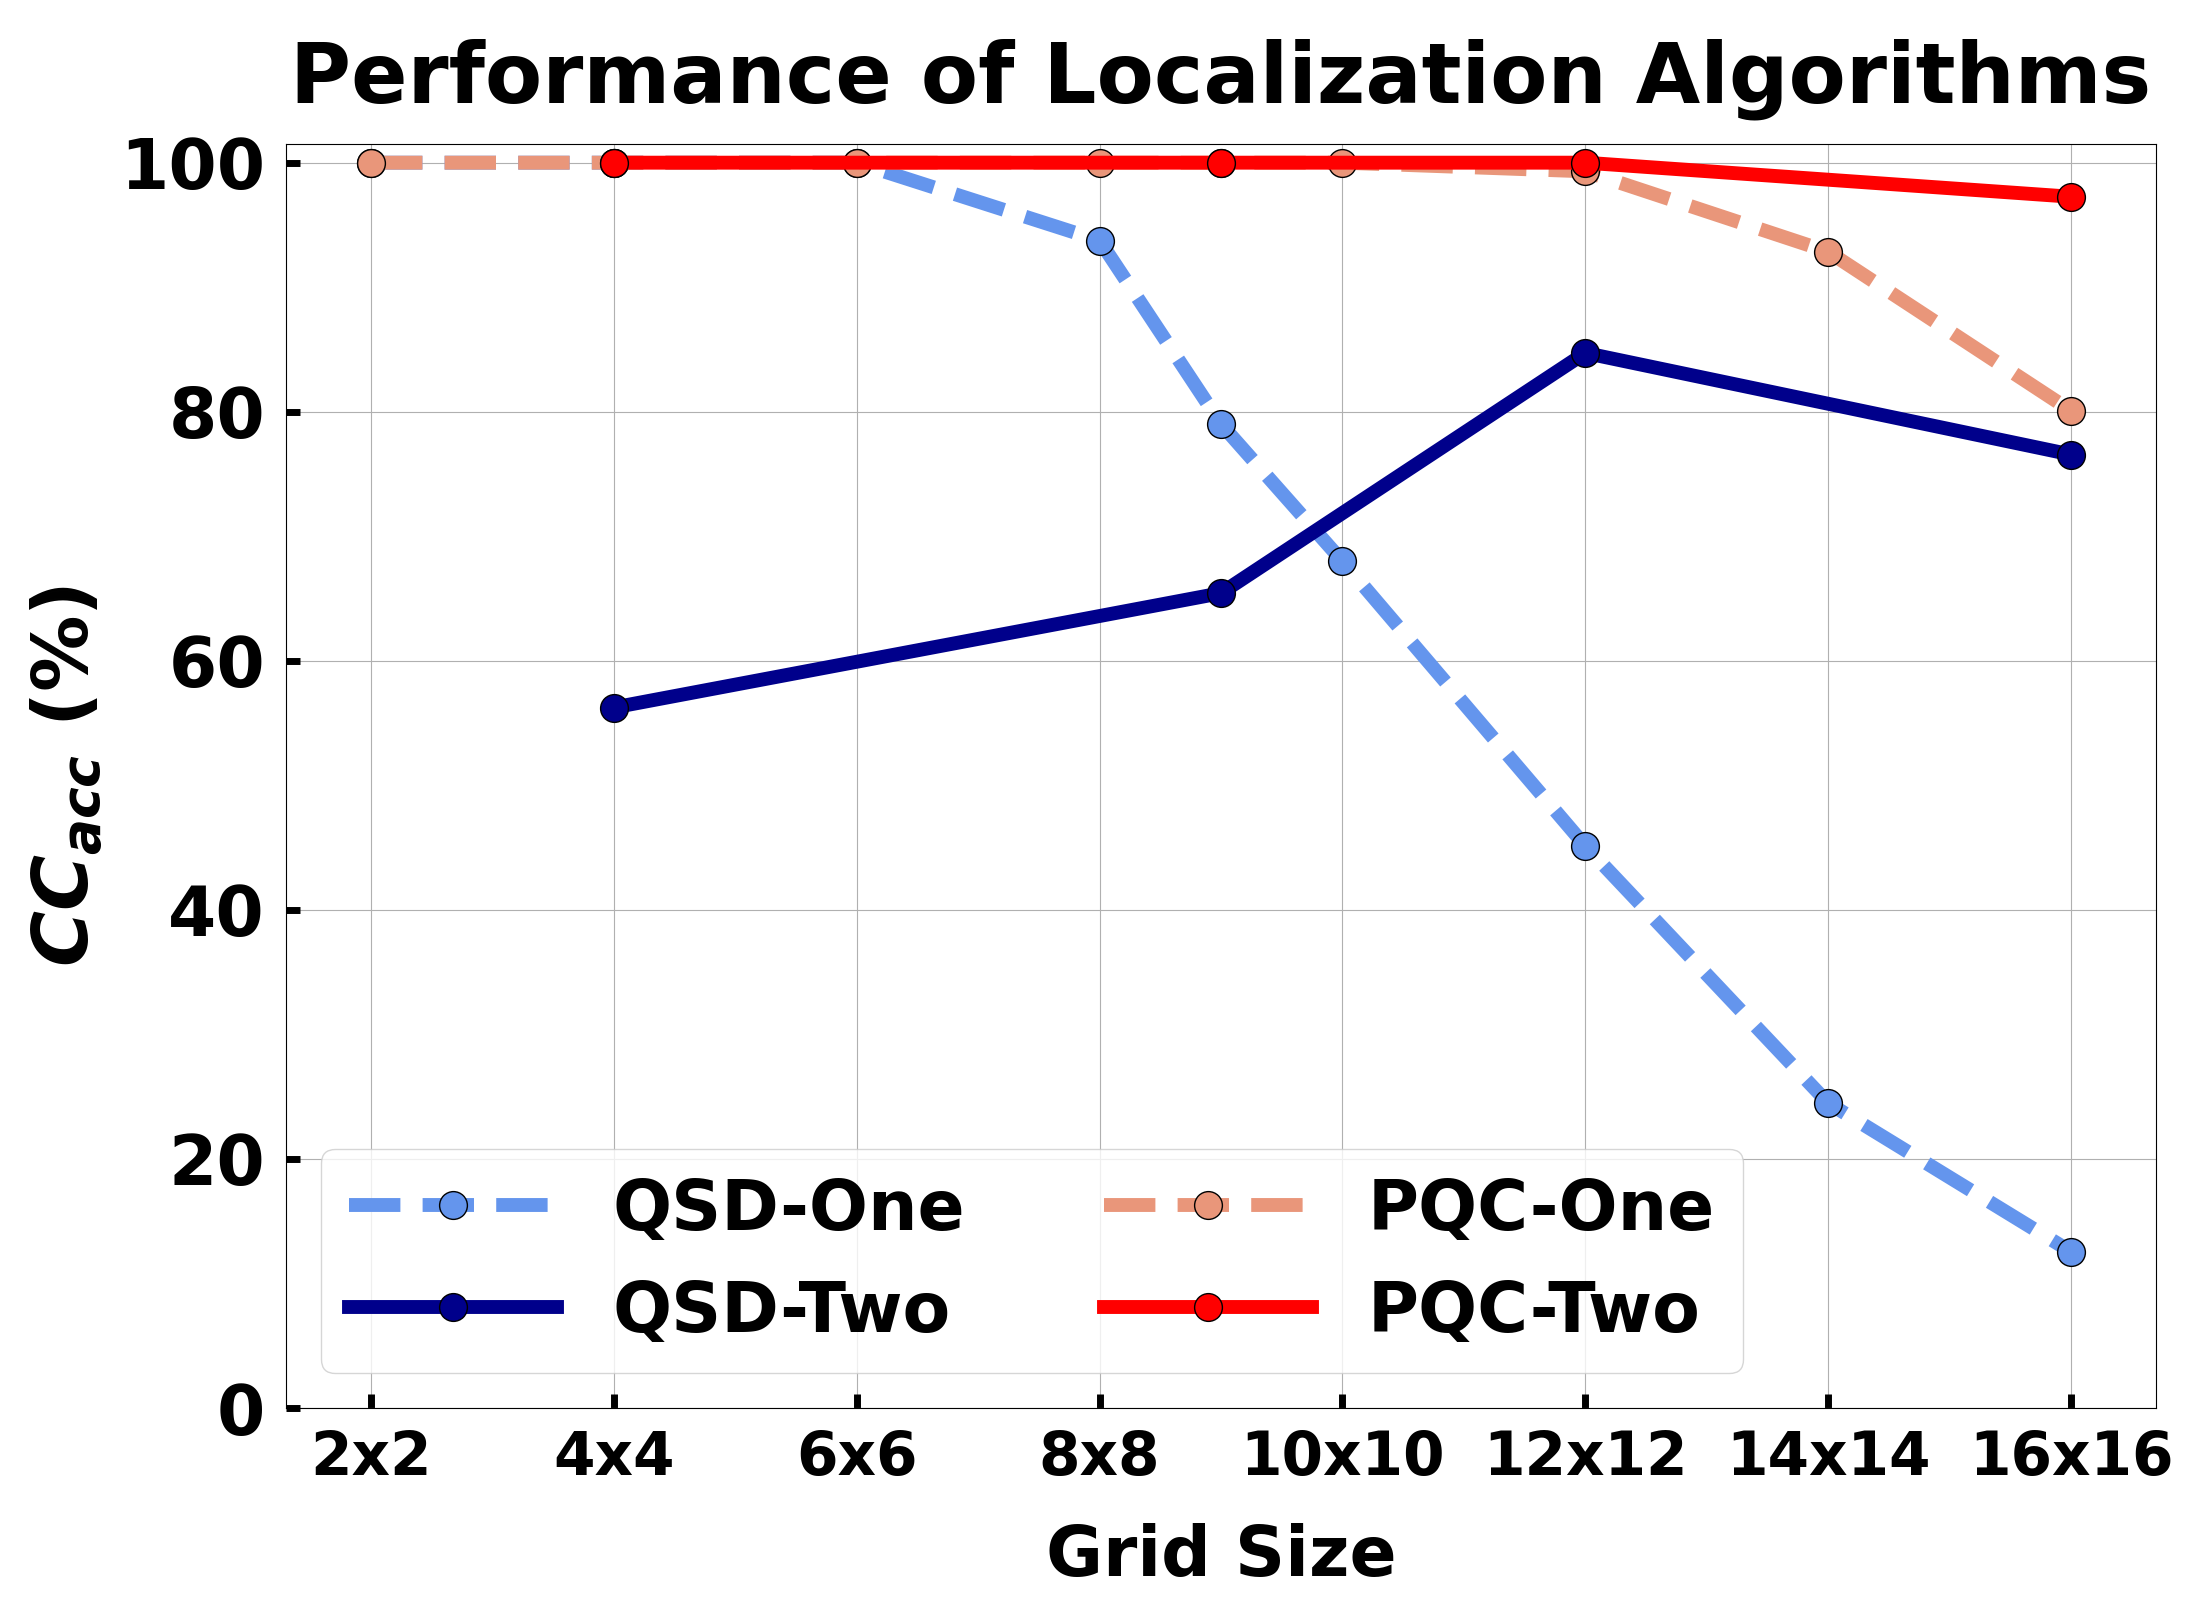 Performance of Localization Algorithms
CC_acc (%)
100
80
60
40
20
0
QSD-One
PQC-One
QSD-Two
PQC-Two
2x2 4x4 6x6 8x8 10x10 12x12 14x14 16x16
Grid Size